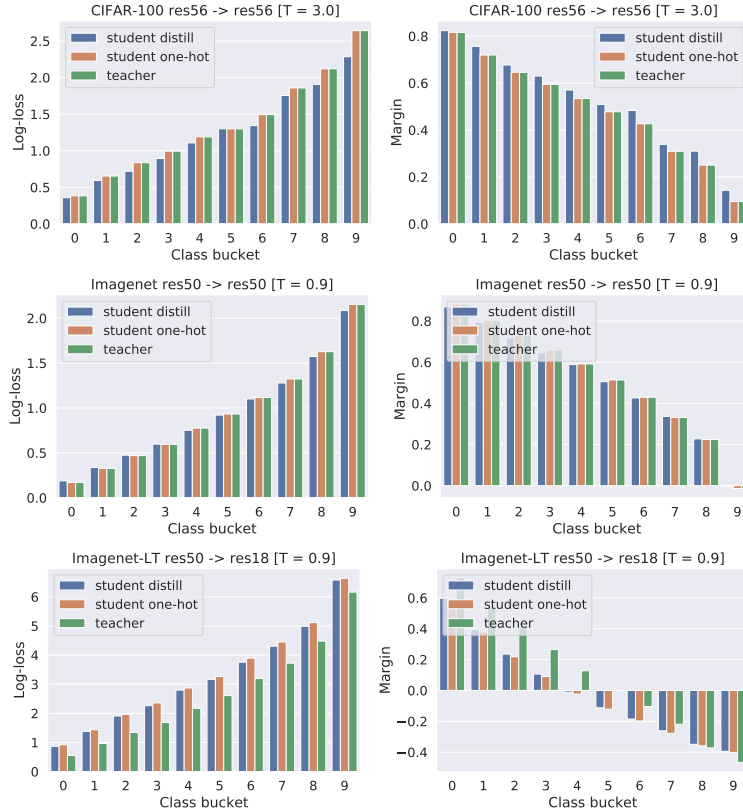 CIFAR-100 res56 -> res56 [T = 3.0]
student distill
student one-hot
teacher
Log-loss
2.5
2.0
1.5
1.0
0.5
0.0
0 1 2 3 4 5 6 7 8 9
Class bucket
CIFAR-100 res56 -> res56 [T = 3.0]
student distill
student one-hot
teacher
Margin
0.8
0.6
0.4
0.2
0.0
0 1 2 3 4 5 6 7 8 9
Class bucket
Imagenet res50 -> res50 [T = 0.9]
student distill
student one-hot
teacher
Log-loss
2.0
1.5
1.0
0.5
0.0
0 1 2 3 4 5 6 7 8 9
Class bucket
Imagenet res50 -> res50 [T = 0.9]
student distill
student one-hot
teacher
Margin
0.8
0.6
0.4
0.2
0.0
0 1 2 3 4 5 6 7 8 9
Class bucket
Imagenet-LT res50 -> res18 [T = 0.9]
student distill
student one-hot
teacher
Log-loss
6
5
4
3
2
1
0
0 1 2 3 4 5 6 7 8 9
Class bucket
Imagenet-LT res50 -> res18 [T = 0.9]
student distill
student one-hot
teacher
Margin
0.6
0.4
0.2
0.0
−
−0.4
0 1 2 3 4 5 6 7 8 9
Class bucket